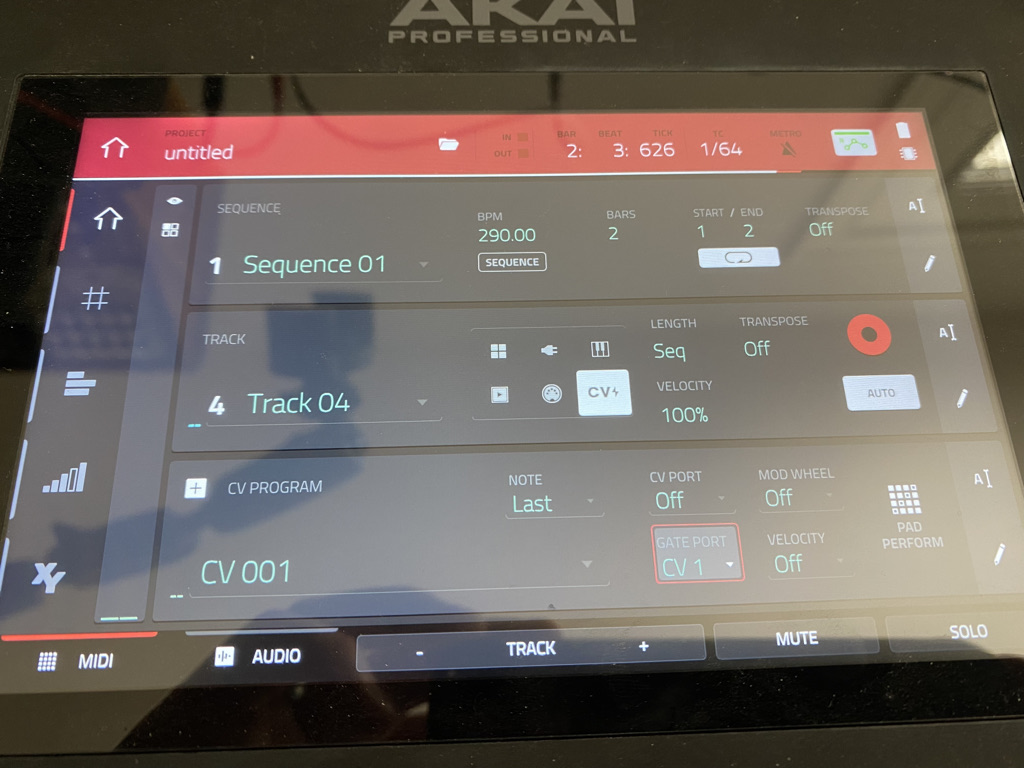 AKAI
PROFESSIONAL
PROJECT
untitled
IN
OUT
BAR BEAT TICK
2: 3: 626
TC
1/64
METRO
SEQUENCE
1 Sequence 01
BPM
290.00
SEQUENCE
BARS
2
START / END
1 2
TRANSPOSE
Off
TRACK
4 Track 04
CV
LENGTH
Seq
VELOCITY
100%
TRANSPOSE
Off
AUTO
CV PROGRAM
CV 001
NOTE
Last
CV PORT
Off
GATE PORT
CV 1
MOD WHEEL
Off
VELOCITY
Off
PAD
PERFORM
A
A
A
XY
MIDI
AUDIO
- TRACK +
MUTE
SOLO